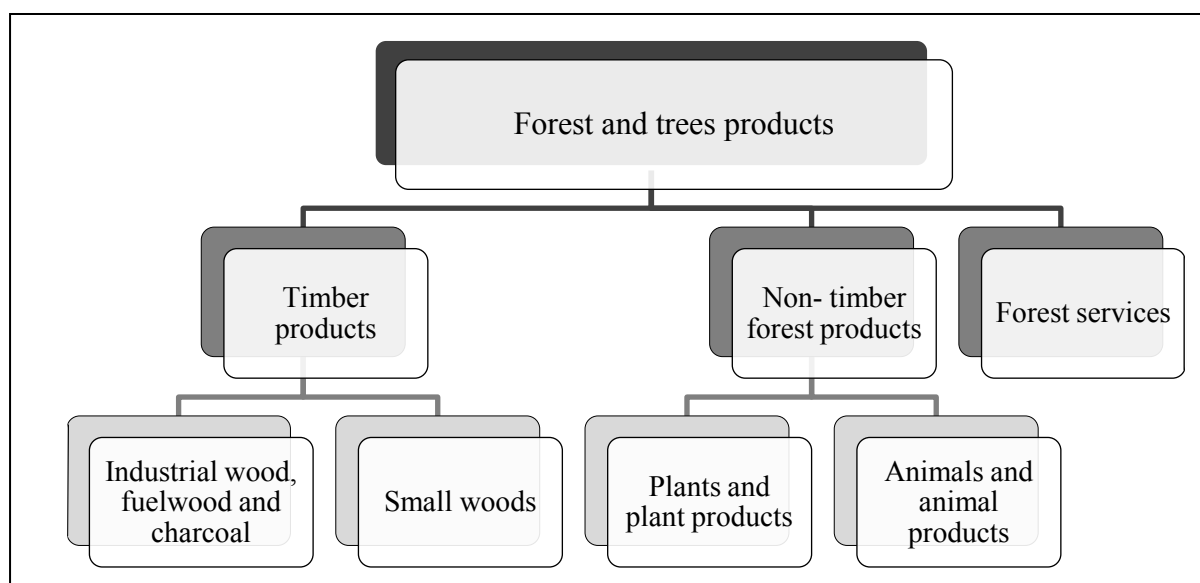 Forest and trees products
Timber
products
Non- timber
forest products
Forest services
Industrial wood,
fuelwood and
charcoal
Small woods
Plants and
plant products
Animals and
animal
products